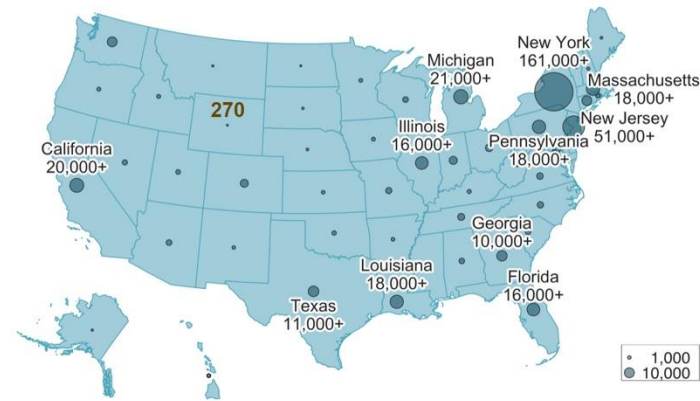 New York
161,000+
Michigan
21,000+
Massachusetts
18,000+
270
New Jersey
51,000+
Illinois
16,000+
Pennsylvania
18,000+
California
20,000+
Georgia
10,000+
Louisiana
18,000+
Florida
16,000+
Texas
11,000+
1,000
10,000